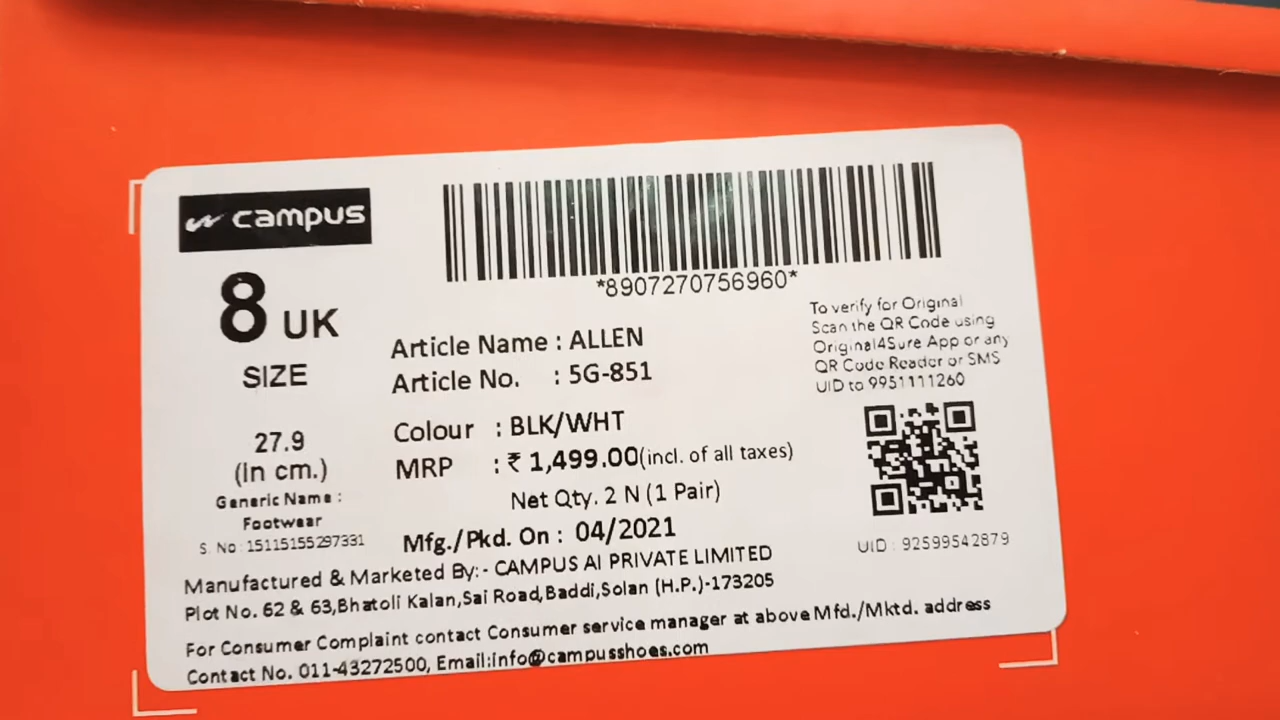 campus
*8907270756960*
8 UK
SIZE
27.9
(in cm.)
Generic Name :
Footwear
S. No : 15115155297331
Article Name : ALLEN
Article No. : 5G-851
Colour : BLK/WHT
MRP : ₹ 1,499.00(incl. of all taxes)
Net Qty. 2 N (1 Pair)
Mfg./Pkd. On : 04/2021
To verify for Original
Scan the QR Code using
Original4Sure App or any
QR Code Reader or SMS
UID to 9951111260
UID : 92599542879
Manufactured & Marketed By:- CAMPUS AI PRIVATE LIMITED
Plot No. 62 & 63,Bhatoli Kalan,Sai Road,Baddi,Solan (H.P.)-173205
For Consumer Complaint contact Consumer service manager at above Mfd./Mktd. address
Contact No. 011-43272500, Email:info@campusshoes.com